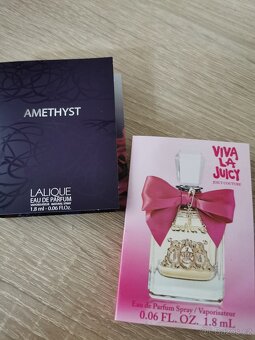 AMETHYST
LALIQUE
EAU DE PARFUM
1.8 ml - 0.06 Fl.Oz.
VIVA
LA
JUICY
Eau de Parfum Spray / Vaporisateur
0.06 FL. OZ. 1.8 mL